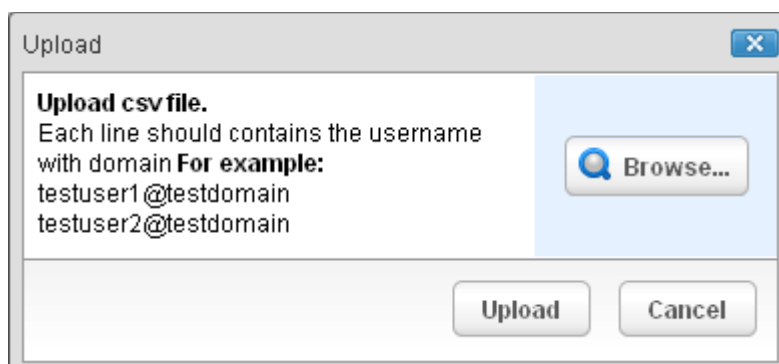 Upload
Upload csv file.
Each line should contains the username
with domain For example:
testuser1@testdomain
testuser2@testdomain
Browse...
Upload
Cancel